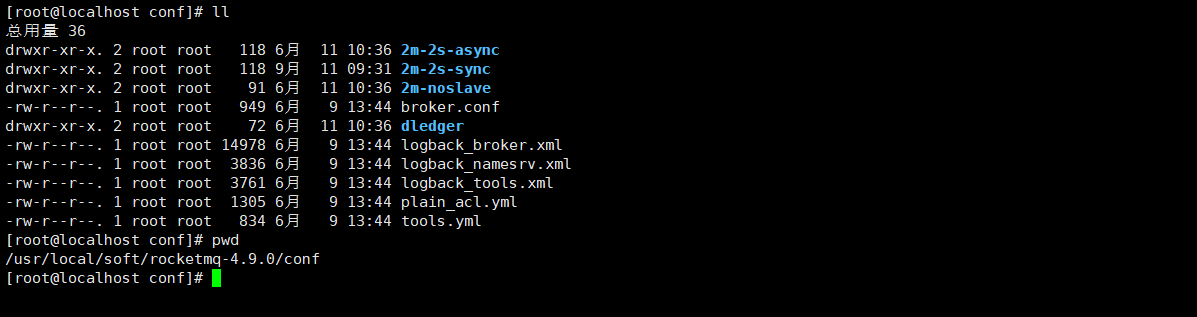 [root@localhost conf]# ll
总用量 36
drwxr-xr-x. 2 root root   118 6月  11 10:36 2m-2s-async
drwxr-xr-x. 2 root root   118 9月  11 09:31 2m-2s-sync
drwxr-xr-x. 2 root root    91 6月  11 10:36 2m-noslave
-rw-r--r--. 1 root root   949 6月   9 13:44 broker.conf
drwxr-xr-x. 2 root root    72 6月  11 10:36 dledger
-rw-r--r--. 1 root root 14978 6月   9 13:44 logback_broker.xml
-rw-r--r--. 1 root root  3836 6月   9 13:44 logback_namesrv.xml
-rw-r--r--. 1 root root  3761 6月   9 13:44 logback_tools.xml
-rw-r--r--. 1 root root  1305 6月   9 13:44 plain_acl.yml
-rw-r--r--. 1 root root   834 6月   9 13:44 tools.yml
[root@localhost conf]# pwd
/usr/local/soft/rocketmq-4.9.0/conf
[root@localhost conf]#